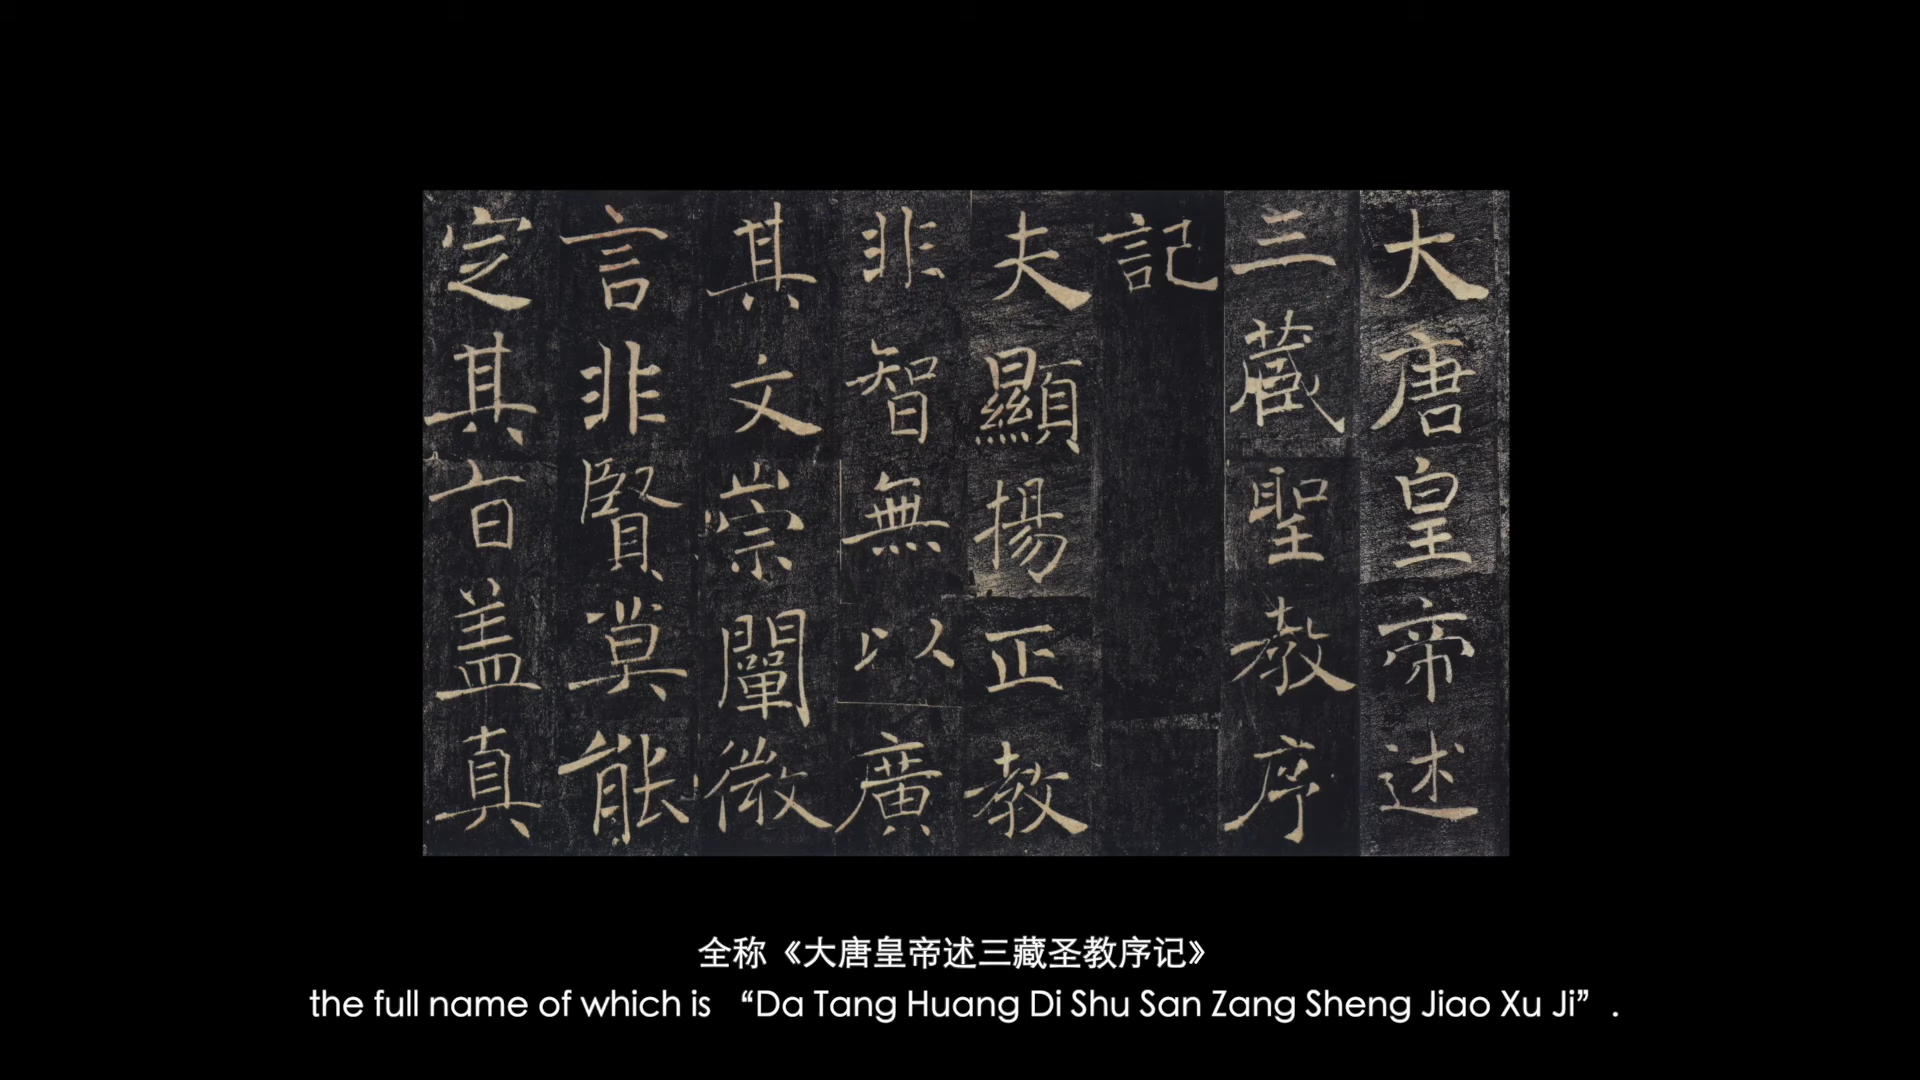 大唐皇帝述
三藏聖教序
記
夫顯揚正教
非智無以廣
其文崇闡微
言非賢莫能
定其旨盖真
全称《大唐皇帝述三藏圣教序记》
the full name of which is “Da Tang Huang Di Shu San Zang Sheng Jiao Xu Ji” .